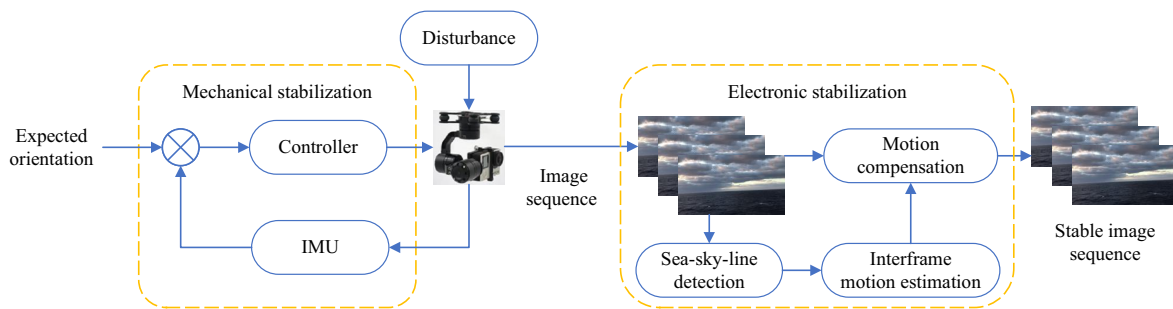 Disturbance
Mechanical stabilization
Electronic stabilization
Expected
orientation
Controller
Motion
compensation
Image
sequence
IMU
Sea-sky-line
detection
Interframe
motion estimation
Stable image
sequence